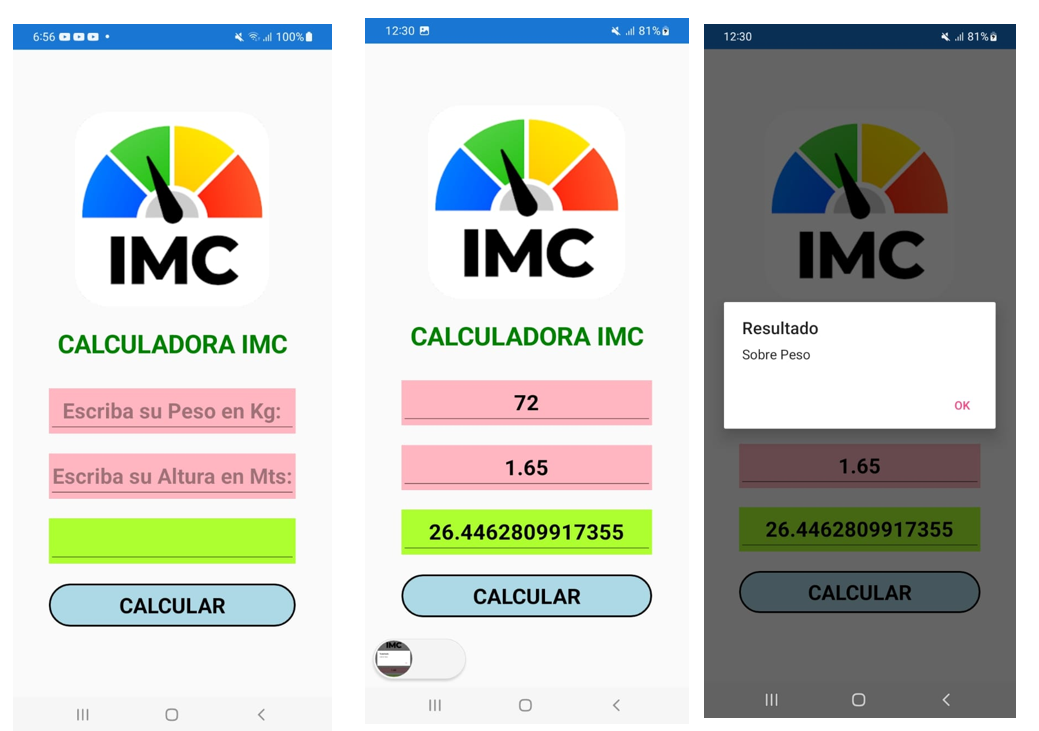 6:56
100%
IMC
CALCULADORA IMC
Escriba su Peso en Kg:
Escriba su Altura en Mts:
CALCULAR
12:30
81%
IMC
CALCULADORA IMC
72
1.65
26.4462809917355
CALCULAR
IMC
12:30
81%
IMC
Resultado
Sobre Peso
OK
1.65
26.4462809917355
CALCULAR